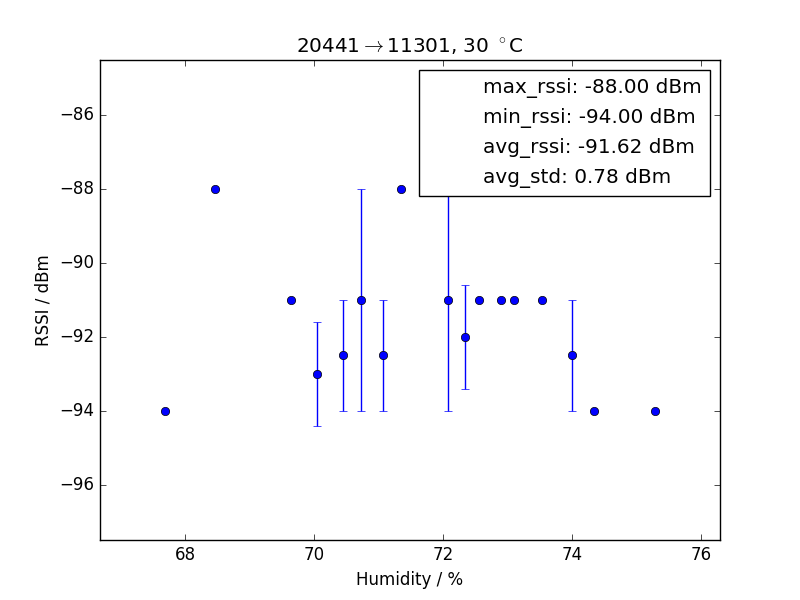 20441→11301, 30 °C
max_rssi: -88.00 dBm
min_rssi: -94.00 dBm
avg_rssi: -91.62 dBm
avg_std: 0.78 dBm
RSSI / dBm
−86
−88
−90
−92
−94
−96
68 70 72 74 76
Humidity / %